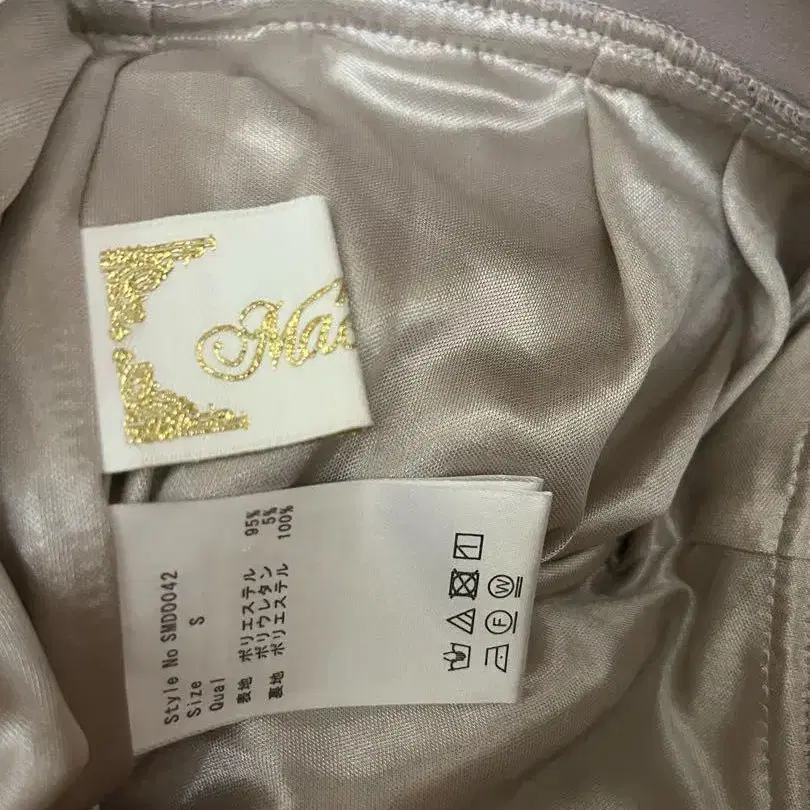 Mai
Style No SMD0042
Size S
Qual
表地 ポリエステル 95%
ポリウレタン 5%
裏地 ポリエステル 100%
F W